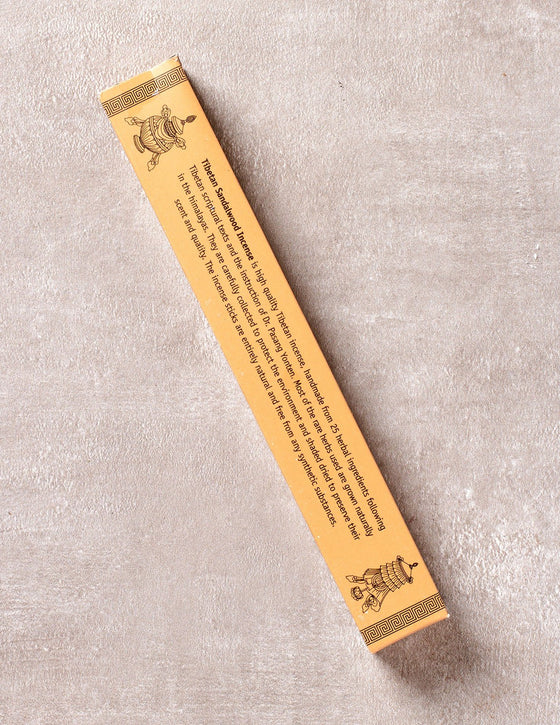 Tibetan Sandalwood Incense is high quality Tibetan incense, handmade from 25 herbal ingredients following
Tibetan scriptural texts and the instruction of Dr. Pasang Yonten. Most of the rare herbs used are grown naturally
in the himalayas. They are carefully collected to protect the environment and shaded dried to preserve their
scent and quality. The incense sticks are entirely natural and free from any synthetic substances.